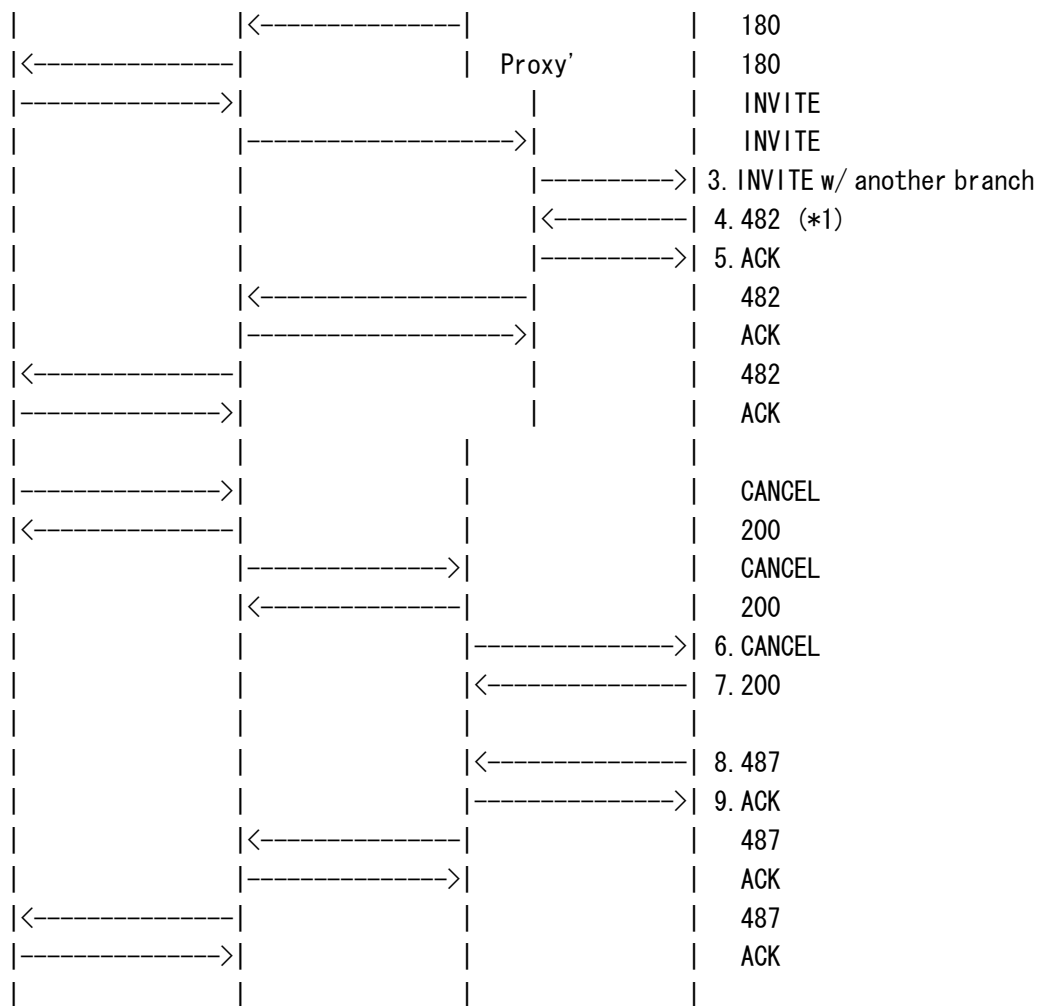 |                |<---------------|                |   180
|<---------------|                |  Proxy'        |   180
|--------------->|                     |           |   INVITE
|                |-------------------->|           |   INVITE
|                |                     |---------->| 3. INVITE w/ another branch
|                |                     |<----------| 4. 482 (*1)
|                |                     |---------->| 5. ACK
|                |<--------------------|           |   482
|                |-------------------->|           |   ACK
|<---------------|                     |           |   482
|--------------->|                     |           |   ACK
|                |                |                |
|--------------->|                |                |   CANCEL
|<---------------|                |                |   200
|                |--------------->|                |   CANCEL
|                |<---------------|                |   200
|                |                |--------------->| 6. CANCEL
|                |                |<---------------| 7. 200
|                |                |                |
|                |                |<---------------| 8. 487
|                |                |--------------->| 9. ACK
|                |<---------------|                |   487
|                |--------------->|                |   ACK
|<---------------|                |                |   487
|--------------->|                |                |   ACK
|                |                |                |